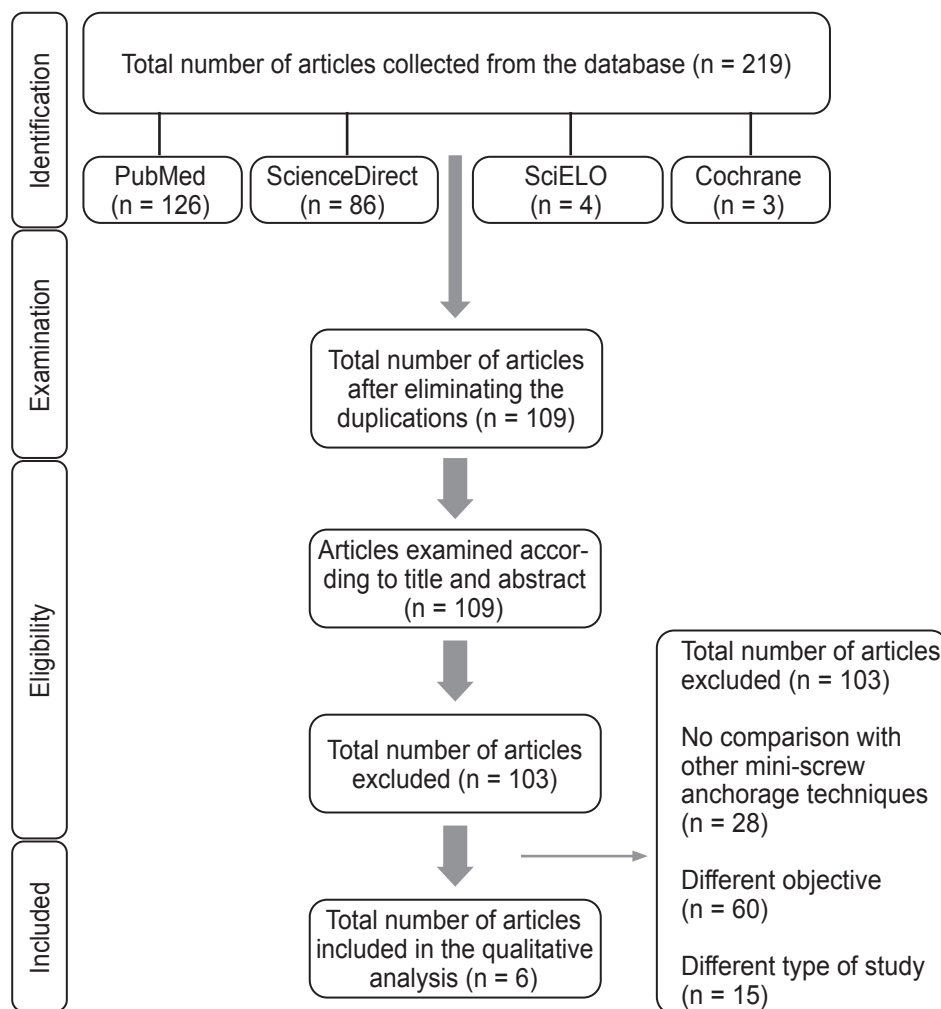 Identification
Total number of articles collected from the database (n = 219)
PubMed
(n = 126)
ScienceDirect
(n = 86)
SciELO
(n = 4)
Cochrane
(n = 3)
Examination
Total number of articles
after eliminating the
duplications (n = 109)
Eligibility
Articles examined accor-
ding to title and abstract
(n = 109)
Total number of articles
excluded (n = 103)
Total number of articles
excluded (n = 103)
No comparison with
other mini-screw
anchorage techniques
(n = 28)
Different objective
(n = 60)
Different type of study
(n = 15)
Included
Total number of articles
included in the qualitative
analysis (n = 6)